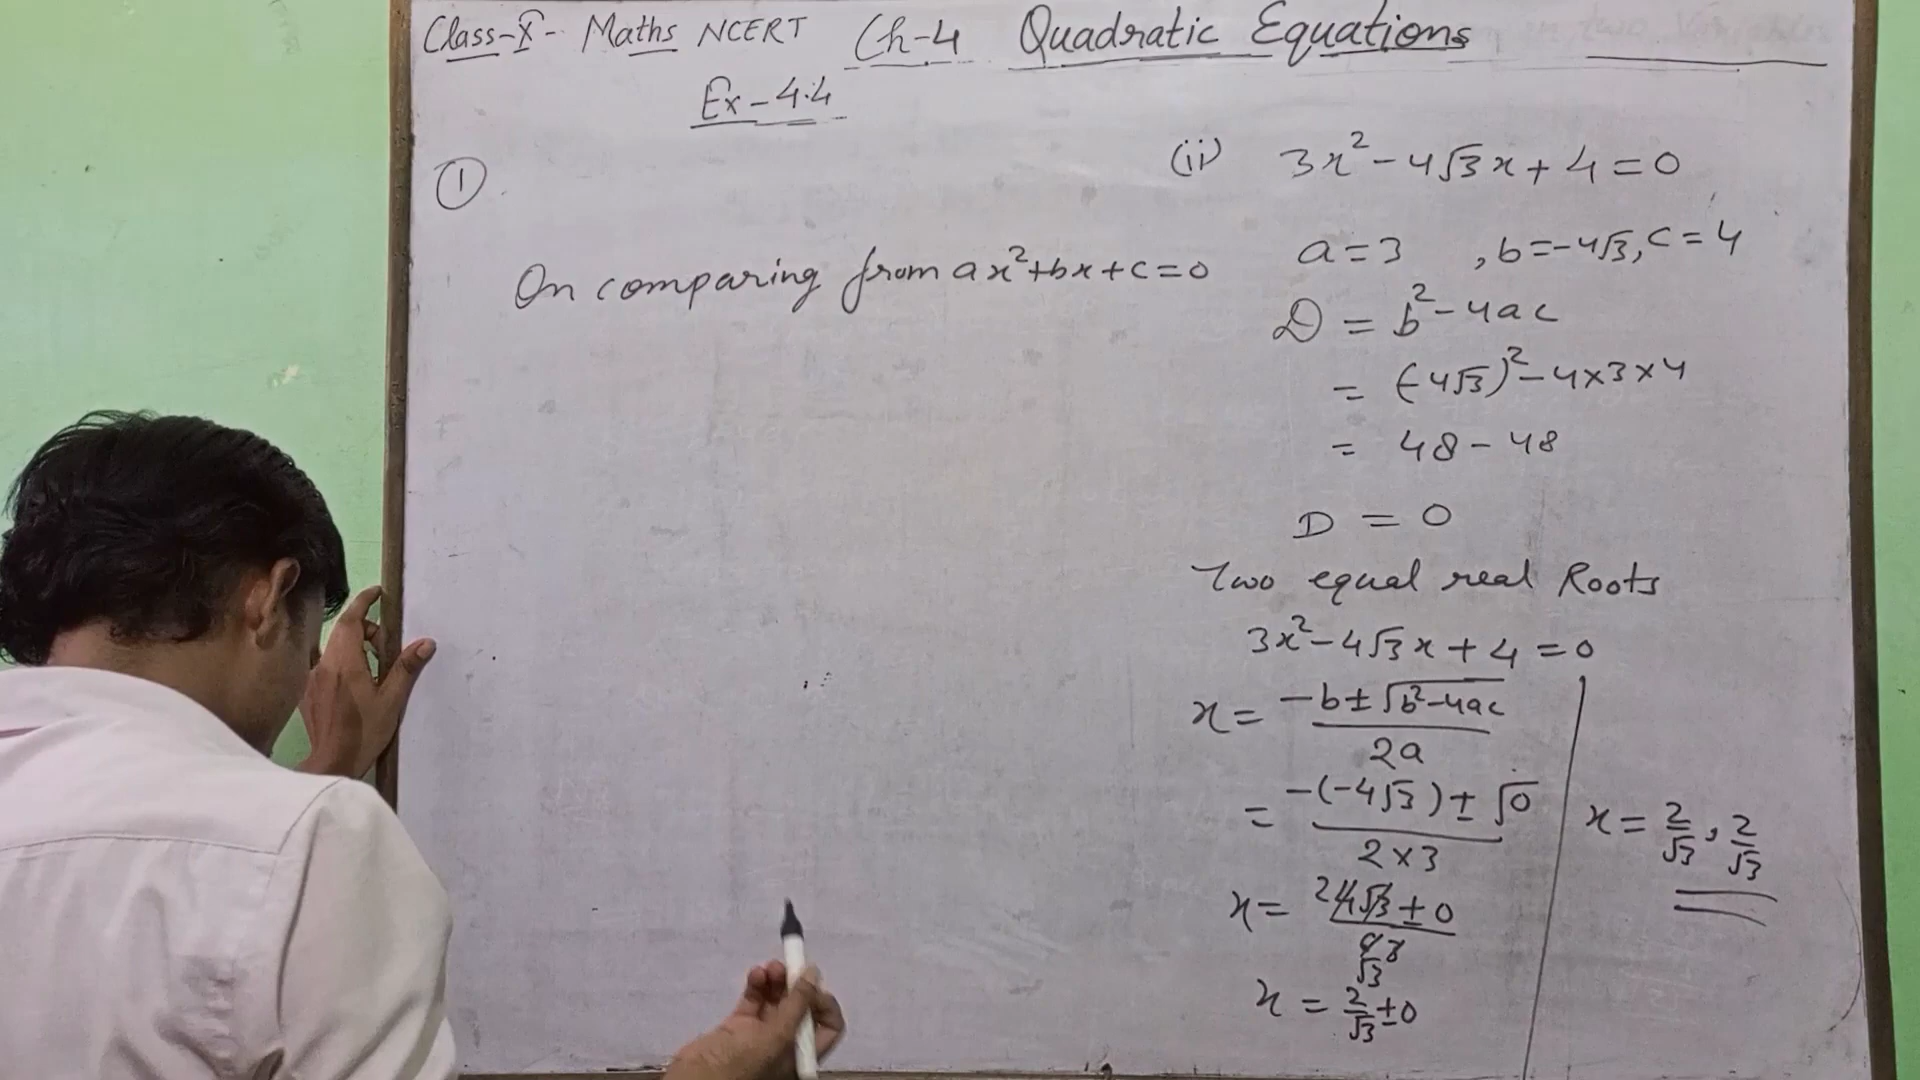 Class-X- Maths NCERT Ch-4 Quadratic Equations
Ex-4.4
①
On comparing from ax²+bx+c=0
(ii) 3x²-4√3x+4=0
a=3 , b=-4√3, c=4
D = b²-4ac
= (-4√3)²-4×3×4
= 48-48
D = 0
Two equal real Roots
3x²-4√3x+4=0
x = -b±√b²-4ac / 2a
= -(-4√3)±√0 / 2×3
x = 2 4√3±0 / 6 3 √3
x = 2/√3 ±0
x = 2/√3, 2/√3